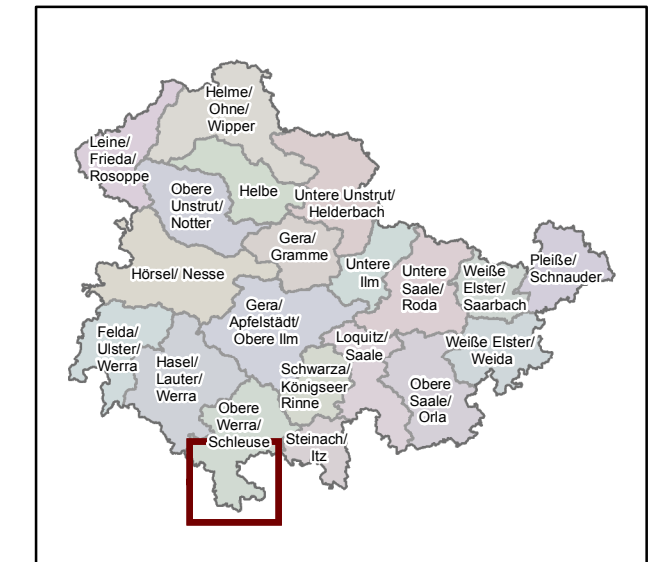 Helme/
Ohne/
Wipper
Leine/
Frieda/
Rosoppe
Obere
Unstrut/
Notter
Helbe
Untere Unstrut/
Helderbach
Gera/
Gramme
Hörsel/ Nesse
Untere
Ilm
Untere
Saale/
Roda
Weiße
Elster/
Saarbach
Pleiße/
Schnauder
Felda/
Ulster/
Werra
Hasel/
Lauter/
Werra
Gera/
Apfelstädt/
Obere Ilm
Loquitz/
Saale
Weiße Elster/
Weida
Schwarza/
Königseer
Rinne
Obere
Saale/
Orla
Obere
Werra/
Schleuse
Steinach/
Itz